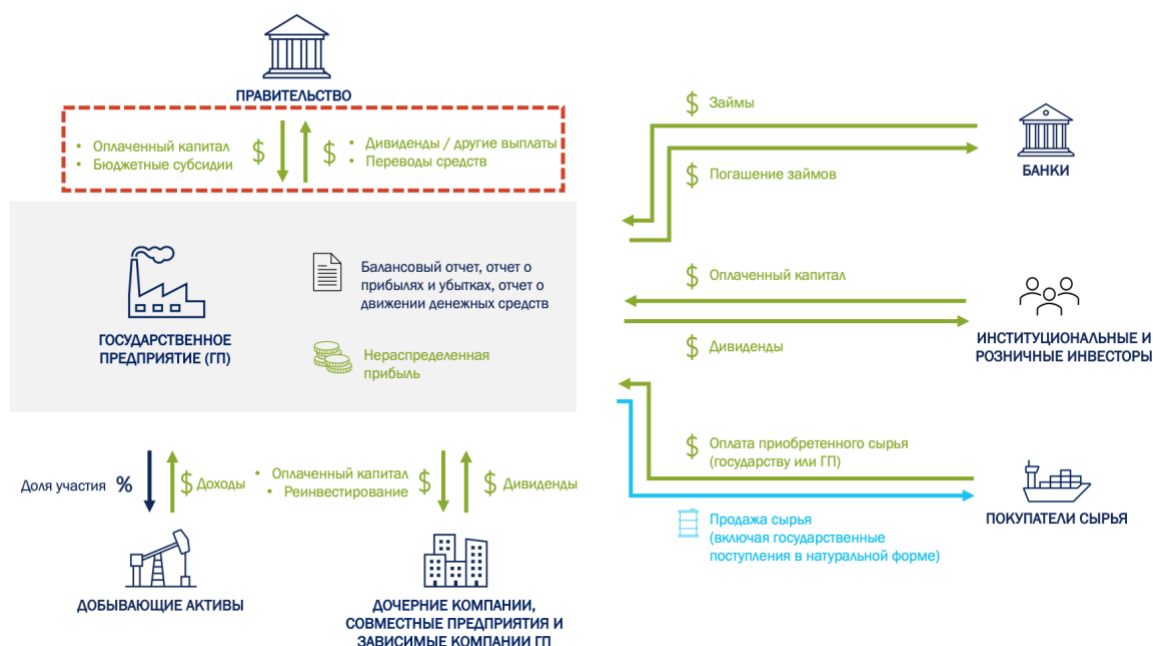 ПРАВИТЕЛЬСТВО
• Оплаченный капитал
• Бюджетные субсидии
$
$
• Дивиденды / другие выплаты
• Переводы средств
$ Займы
$ Погашение займов
БАНКИ
ГОСУДАРСТВЕННОЕ
ПРЕДПРИЯТИЕ (ГП)
Балансовый отчет, отчет о
прибылях и убытках, отчет о
движении денежных средств
Нераспределенная
прибыль
$ Оплаченный капитал
$ Дивиденды
ИНСТИТУЦИОНАЛЬНЫЕ И
РОЗНИЧНЫЕ ИНВЕСТОРЫ
$ Оплата приобретенного сырья
(государству или ГП)
Продажа сырья
(включая государственные
поступления в натуральной форме)
ПОКУПАТЕЛИ СЫРЬЯ
Доля участия %
$ Доходы
• Оплаченный капитал
• Реинвестирование
$
$ Дивиденды
ДОБЫВАЮЩИЕ АКТИВЫ
ДОЧЕРНИЕ КОМПАНИИ,
СОВМЕСТНЫЕ ПРЕДПРИЯТИЯ И
ЗАВИСИМЫЕ КОМПАНИИ ГП